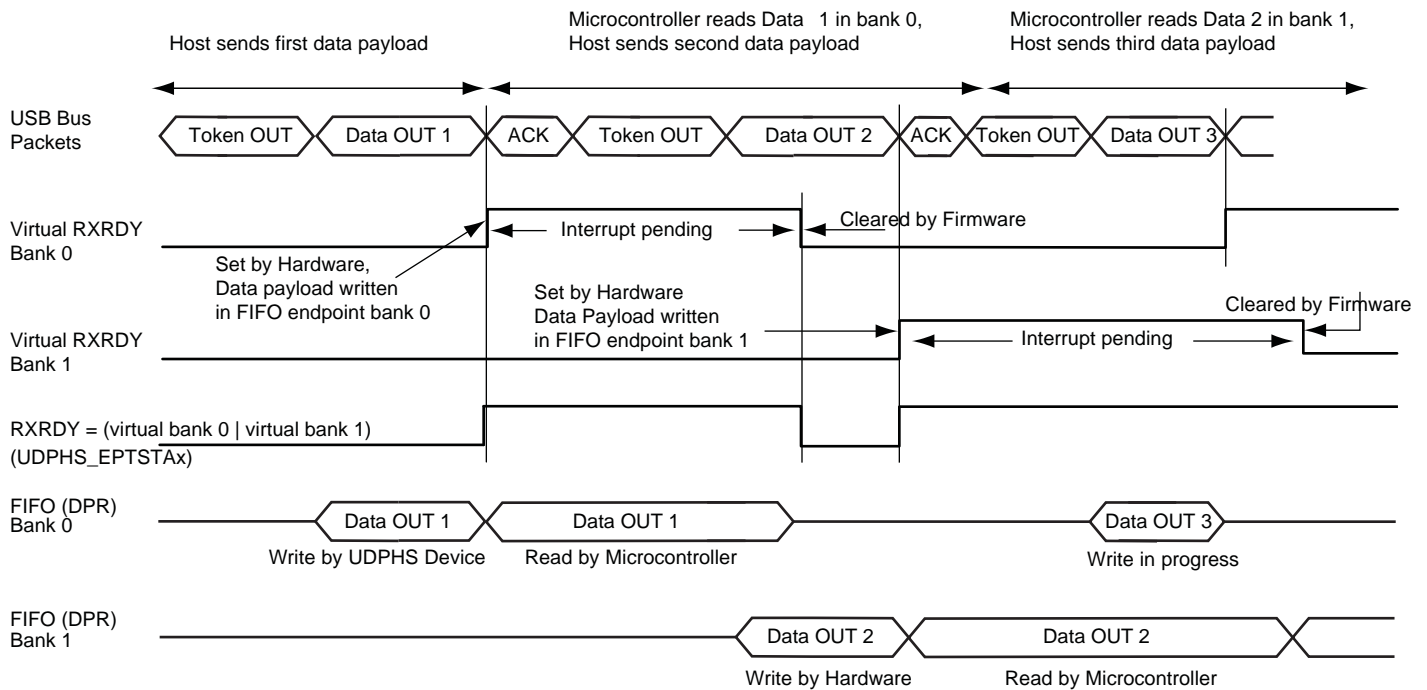 Host sends first data payload
Microcontroller reads Data 1 in bank 0,
Host sends second data payload
Microcontroller reads Data 2 in bank 1,
Host sends third data payload
USB Bus
Packets
Token OUT
Data OUT 1
ACK
Token OUT
Data OUT 2
ACK
Token OUT
Data OUT 3
Virtual RXRDY
Bank 0
Interrupt pending
Cleared by Firmware
Set by Hardware,
Data payload written
in FIFO endpoint bank 0
Set by Hardware
Data Payload written
in FIFO endpoint bank 1
Cleared by Firmware
Virtual RXRDY
Bank 1
Interrupt pending
RXRDY = (virtual bank 0 | virtual bank 1)
(UDPHS_EPTSTAx)
FIFO (DPR)
Bank 0
Data OUT 1
Data OUT 1
Data OUT 3
Write by UDPHS Device
Read by Microcontroller
Write in progress
FIFO (DPR)
Bank 1
Data OUT 2
Data OUT 2
Write by Hardware
Read by Microcontroller